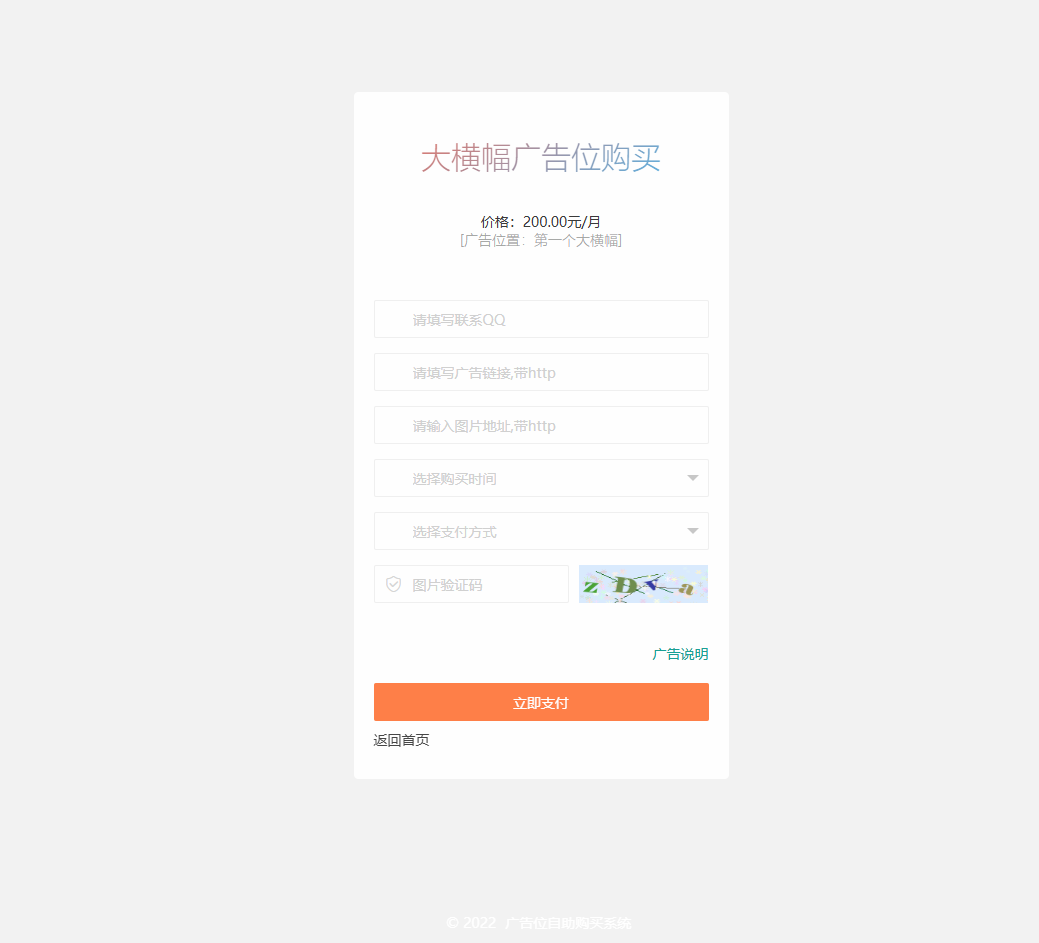 大横幅广告位购买
价格：200.00元/月
[广告位置：第一个大横幅]
请填写联系QQ
请填写广告链接,带http
请输入图片地址,带http
选择购买时间
选择支付方式
图片验证码
z D v a
广告说明
立即支付
返回首页
© 2022 广告位自助购买系统